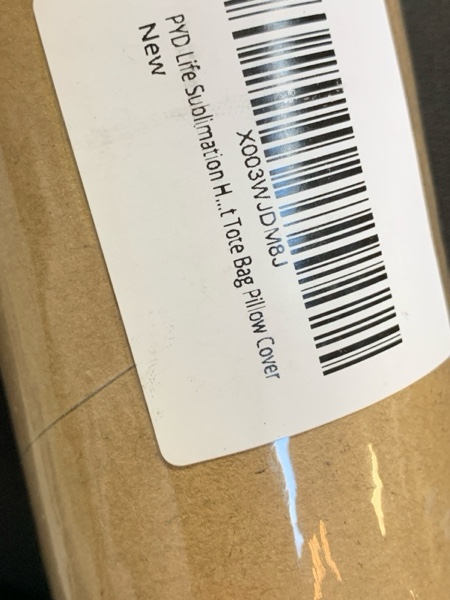 X003WJDM8J
PYD Life Sublimation H...t Tote Bag Pillow Cover
New